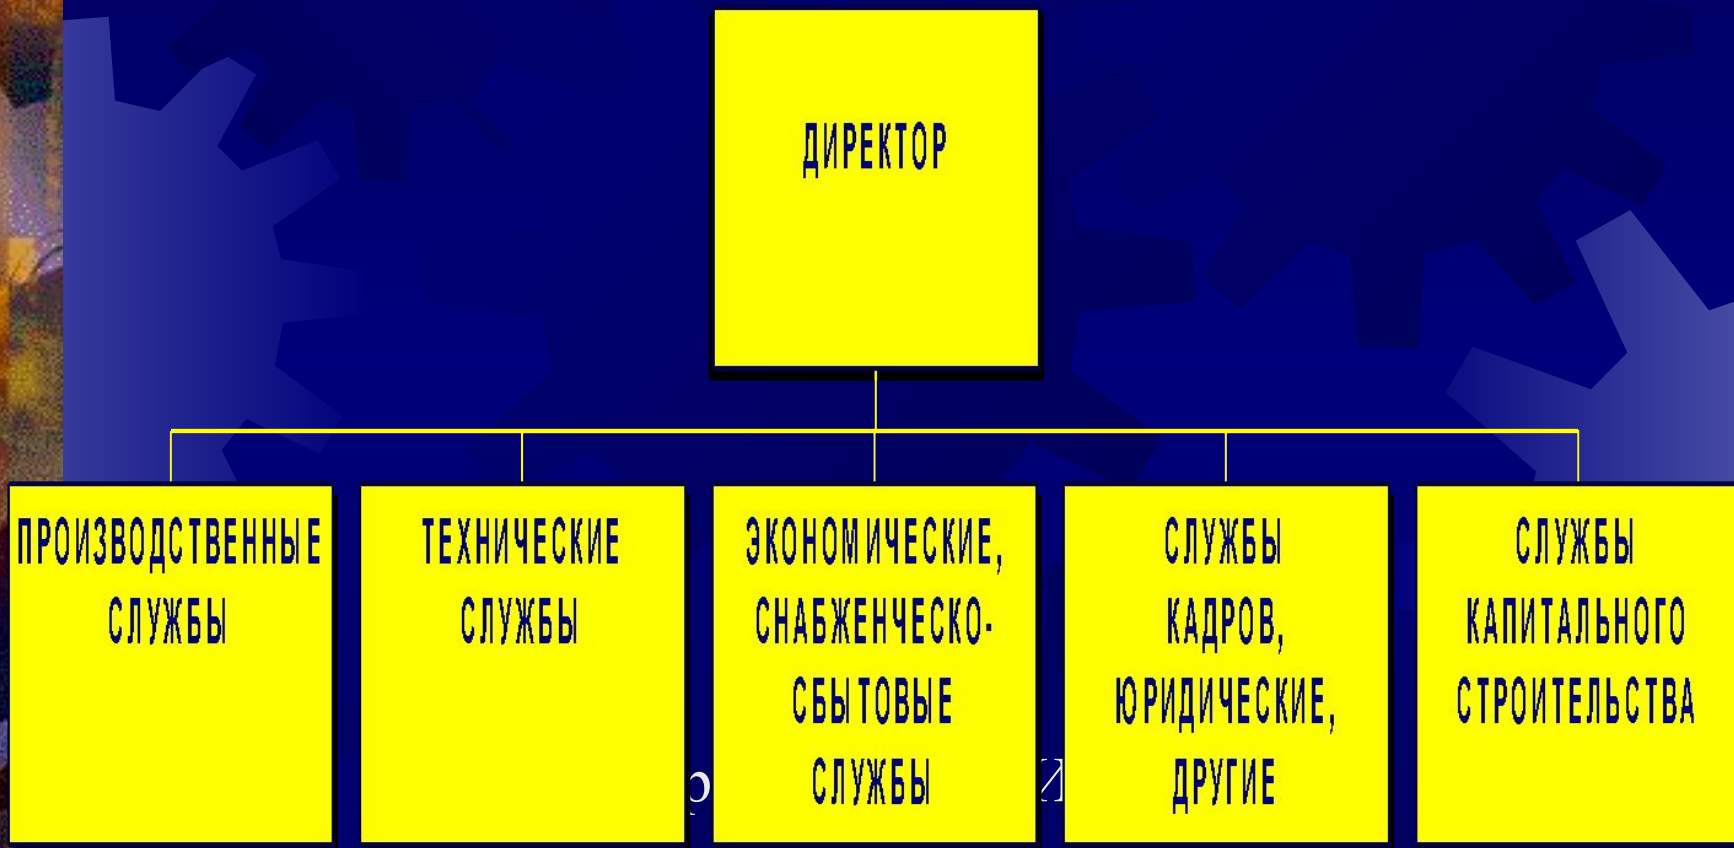 ДИРЕКТОР
ПРОИЗВОДСТВЕННЫЕ
СЛУЖБЫ
ТЕХНИЧЕСКИЕ
СЛУЖБЫ
ЭКОНОМИЧЕСКИЕ,
СНАБЖЕНЧЕСКО-
СБЫТОВЫЕ
СЛУЖБЫ
СЛУЖБЫ
КАДРОВ,
ЮРИДИЧЕСКИЕ,
ДРУГИЕ
СЛУЖБЫ
КАПИТАЛЬНОГО
СТРОИТЕЛЬСТВА